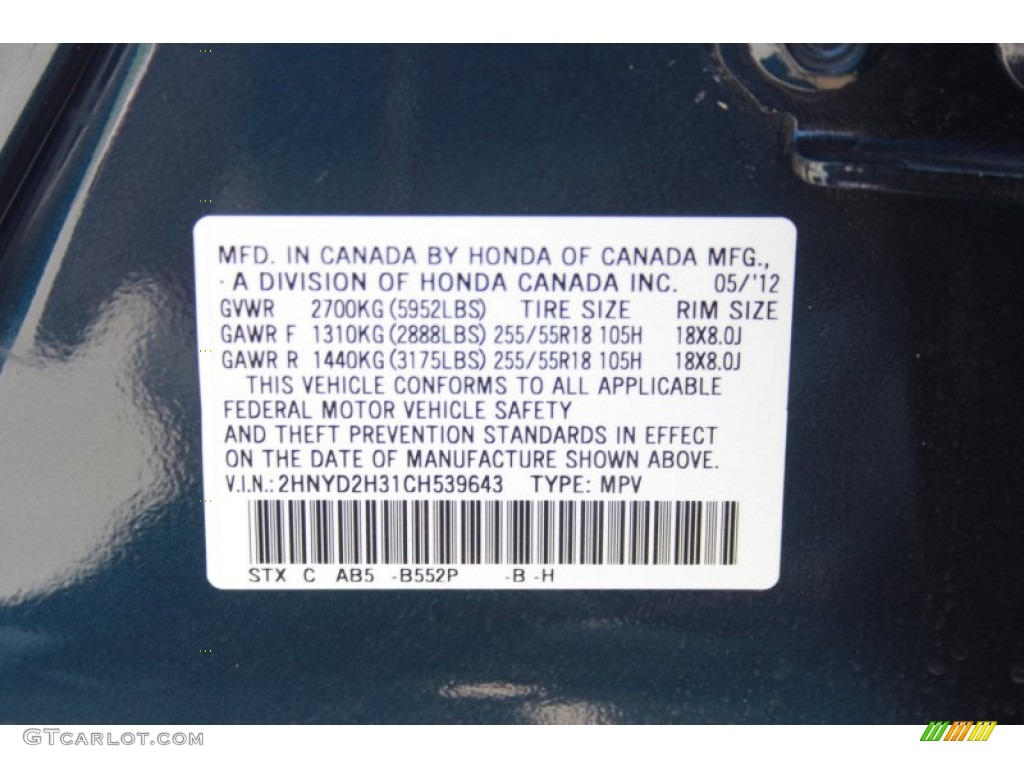 MFD. IN CANADA BY HONDA OF CANADA MFG.,
A DIVISION OF HONDA CANADA INC. 05/'12
GVWR 2700KG (5952LBS) TIRE SIZE RIM SIZE
GAWR F 1310KG (2888LBS) 255/55R18 105H 18X8.0J
GAWR R 1440KG (3175LBS) 255/55R18 105H 18X8.0J
THIS VEHICLE CONFORMS TO ALL APPLICABLE
FEDERAL MOTOR VEHICLE SAFETY
AND THEFT PREVENTION STANDARDS IN EFFECT
ON THE DATE OF MANUFACTURE SHOWN ABOVE.
V.I.N.: 2HNYD2H31CH539643 TYPE: MPV
STX C AB5 -B552P -B -H
GTCarLot.com